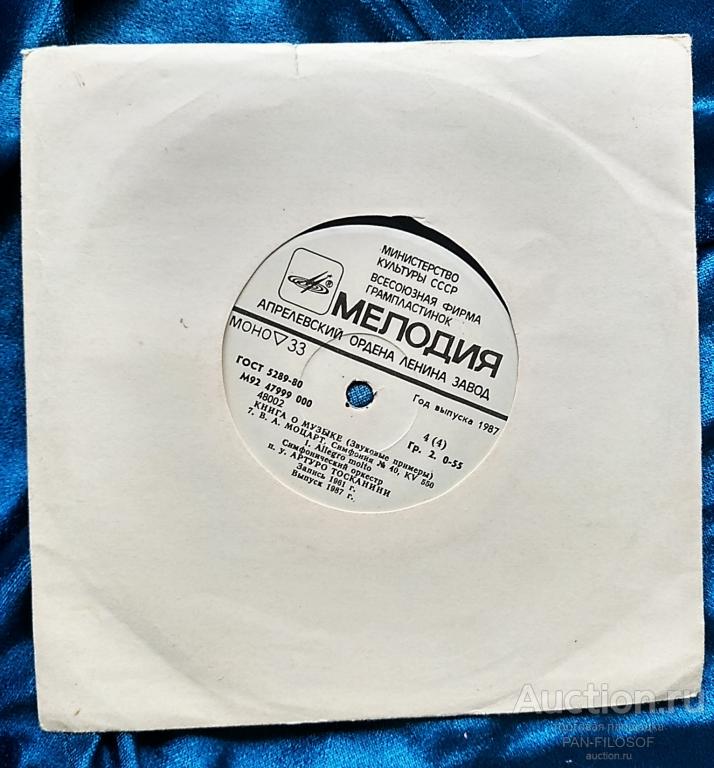 МИНИСТЕРСТВО
КУЛЬТУРЫ СССР
ВСЕСОЮЗНАЯ ФИРМА
ГРАМПЛАСТИНОК
МЕЛОДИЯ
АПРЕЛЕВСКИЙ ОРДЕНА ЛЕНИНА ЗАВОД
МОНО▽33
Год выпуска 1987
ГОСТ 5289-80
М92 47999 000
4 (4)
48002
ГР. 2. 0-55
КНИГА О МУЗЫКЕ (Звуковые примеры)
7. В. А. МОЦАРТ. Симфония № 40, KV 550
1. Allegro molto
Симфонический оркестр
п. у. АРТУРО ТОСКАНИНИ
Запись 1961 г.
Выпуск 1987 г.
Auction.ru
PAN-FILOSOF
auction.ru